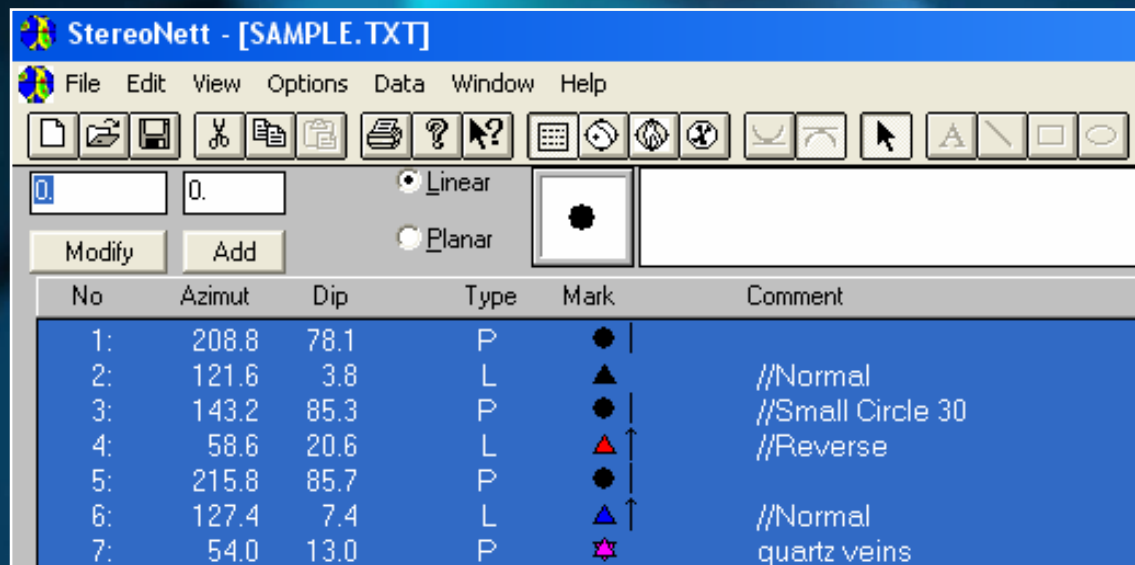 StereoNett - [SAMPLE.TXT]
File Edit View Options Data Window Help
0. 0. Linear
Planar
Modify Add
No Azimut Dip Type Mark Comment
1: 208.8 78.1 P
2: 121.6 3.8 L //Normal
3: 143.2 85.3 P //Small Circle 30
4: 58.6 20.6 L //Reverse
5: 215.8 85.7 P
6: 127.4 7.4 L //Normal
7: 54.0 13.0 P quartz veins